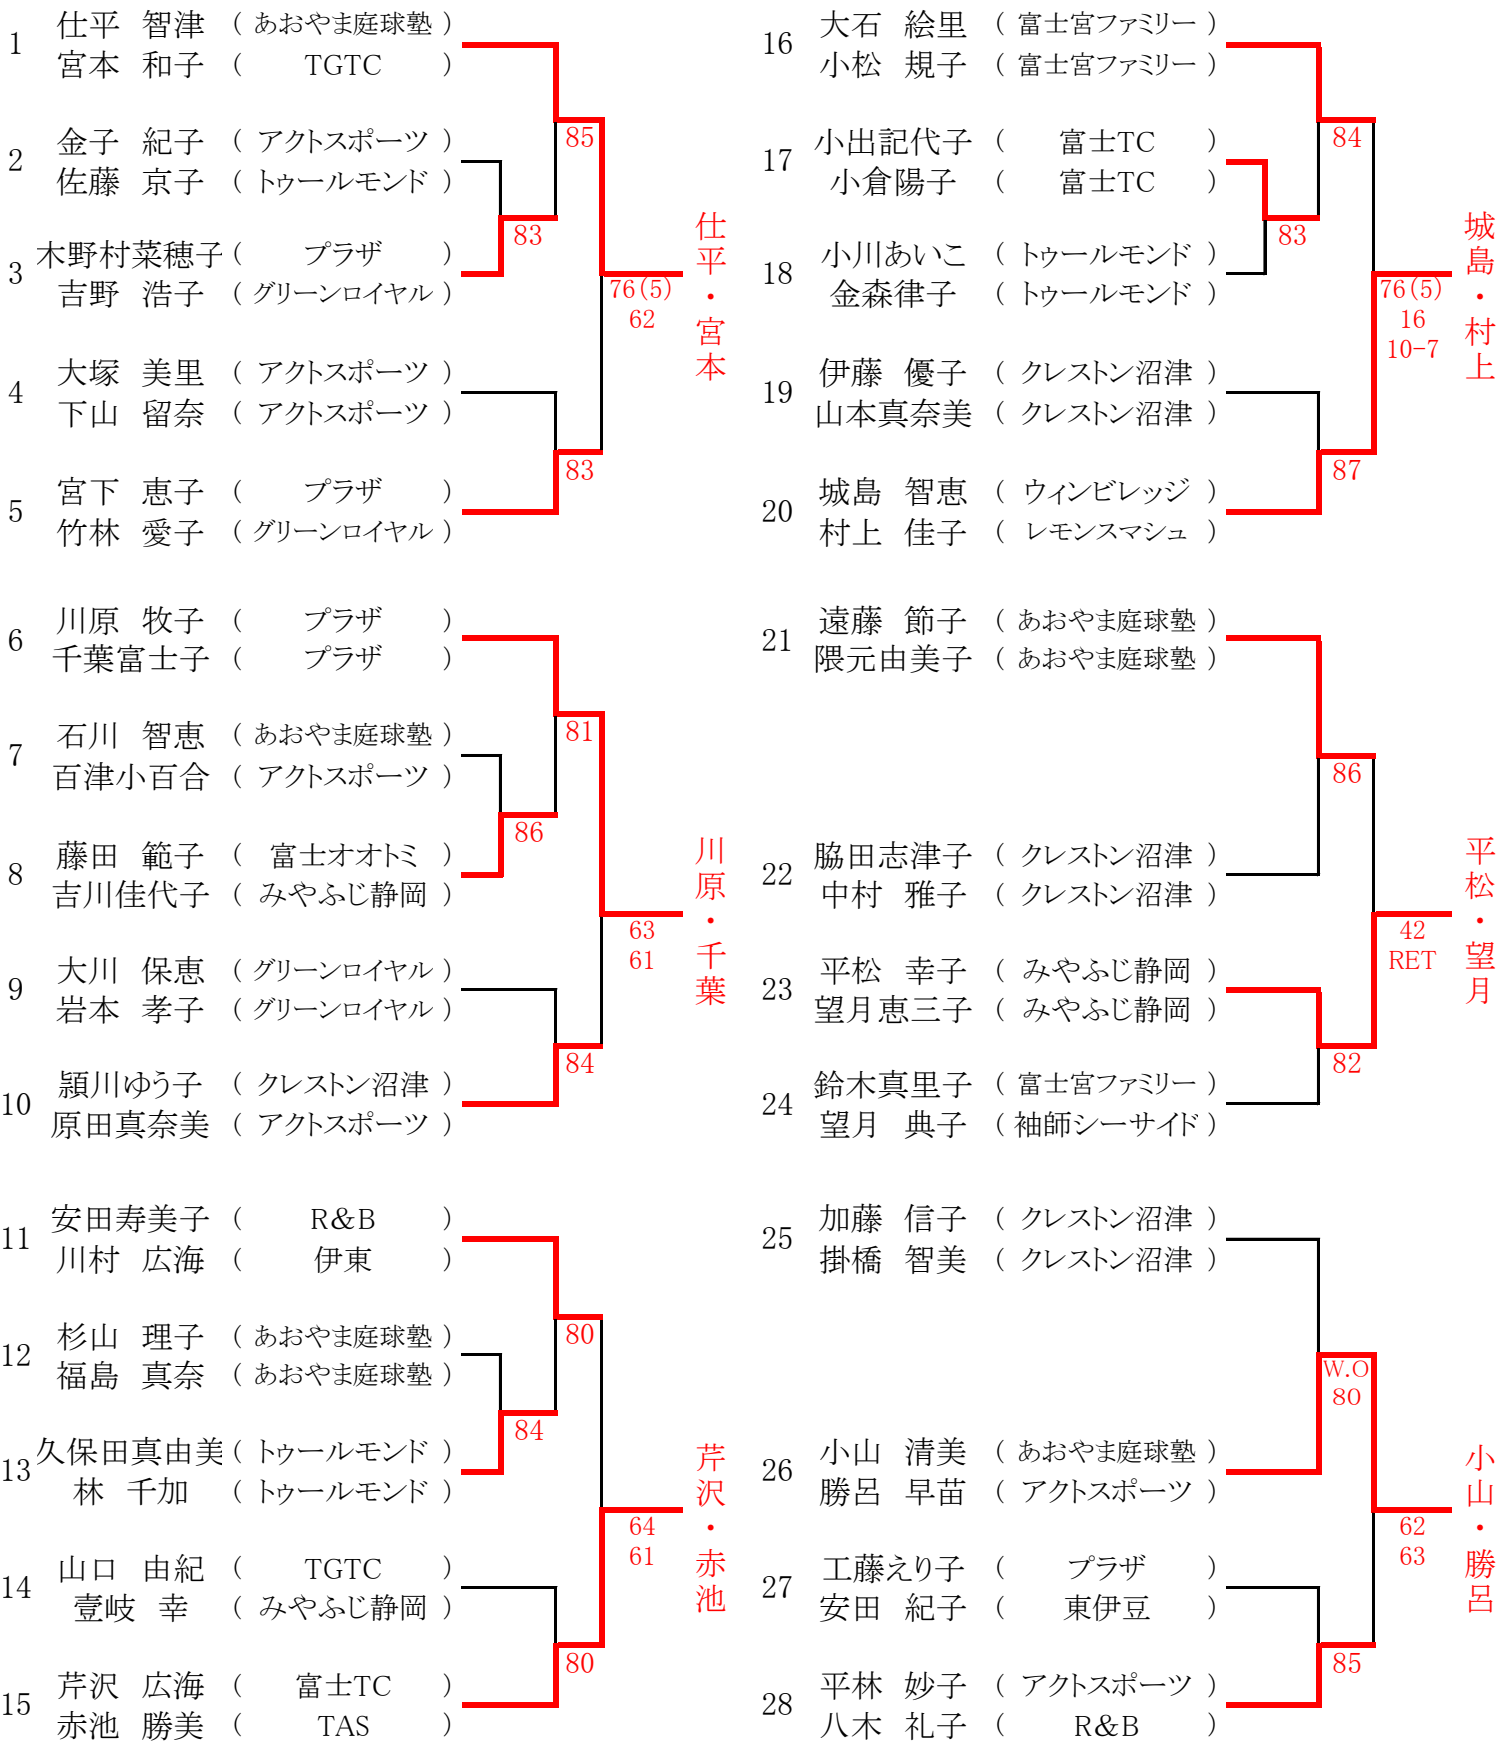 1 仕平 智津 ( あおやま庭球塾 )
宮本 和子 ( TGTC )
2 金子 紀子 ( アクトスポーツ )
佐藤 京子 ( トゥールモンド )
3 木野村菜穂子 ( プラザ )
吉野 浩子 ( グリーンロイヤル )
4 大塚 美里 ( アクトスポーツ )
下山 留奈 ( アクトスポーツ )
5 宮下 恵子 ( プラザ )
竹林 愛子 ( グリーンロイヤル )
85
83
83
76(5)
62
仕平・宮本
6 川原 牧子 ( プラザ )
千葉富士子 ( プラザ )
7 石川 智恵 ( あおやま庭球塾 )
百津小百合 ( アクトスポーツ )
8 藤田 範子 ( 富士オオトミ )
吉川佳代子 ( みやふじ静岡 )
9 大川 保恵 ( グリーンロイヤル )
岩本 孝子 ( グリーンロイヤル )
10 頴川ゆう子 ( クレストン沼津 )
原田真奈美 ( アクトスポーツ )
81
86
84
63
61
川原・千葉
11 安田寿美子 ( R&B )
川村 広海 ( 伊東 )
12 杉山 理子 ( あおやま庭球塾 )
福島 真奈 ( あおやま庭球塾 )
13 久保田真由美 ( トゥールモンド )
林 千加 ( トゥールモンド )
14 山口 由紀 ( TGTC )
壹岐 幸 ( みやふじ静岡 )
15 芹沢 広海 ( 富士TC )
赤池 勝美 ( TAS )
80
84
80
64
61
芹沢・赤池
16 大石 絵里 ( 富士宮ファミリー )
小松 規子 ( 富士宮ファミリー )
17 小出記代子 ( 富士TC )
小倉陽子 ( 富士TC )
18 小川あいこ ( トゥールモンド )
金森律子 ( トゥールモンド )
19 伊藤 優子 ( クレストン沼津 )
山本真奈美 ( クレストン沼津 )
20 城島 智恵 ( ウィンビレッジ )
村上 佳子 ( レモンスマシュ )
84
83
87
76(5)
16
10-7
城島・村上
21 遠藤 節子 ( あおやま庭球塾 )
隈元由美子 ( あおやま庭球塾 )
22 脇田志津子 ( クレストン沼津 )
中村 雅子 ( クレストン沼津 )
23 平松 幸子 ( みやふじ静岡 )
望月恵三子 ( みやふじ静岡 )
24 鈴木真里子 ( 富士宮ファミリー )
望月 典子 ( 袖師シーサイド )
86
82
42
RET
平松・望月
25 加藤 信子 ( クレストン沼津 )
掛橋 智美 ( クレストン沼津 )
26 小山 清美 ( あおやま庭球塾 )
勝呂 早苗 ( アクトスポーツ )
27 工藤えり子 ( プラザ )
安田 紀子 ( 東伊豆 )
28 平林 妙子 ( アクトスポーツ )
八木 礼子 ( R&B )
W.O
80
85
62
63
小山・勝呂